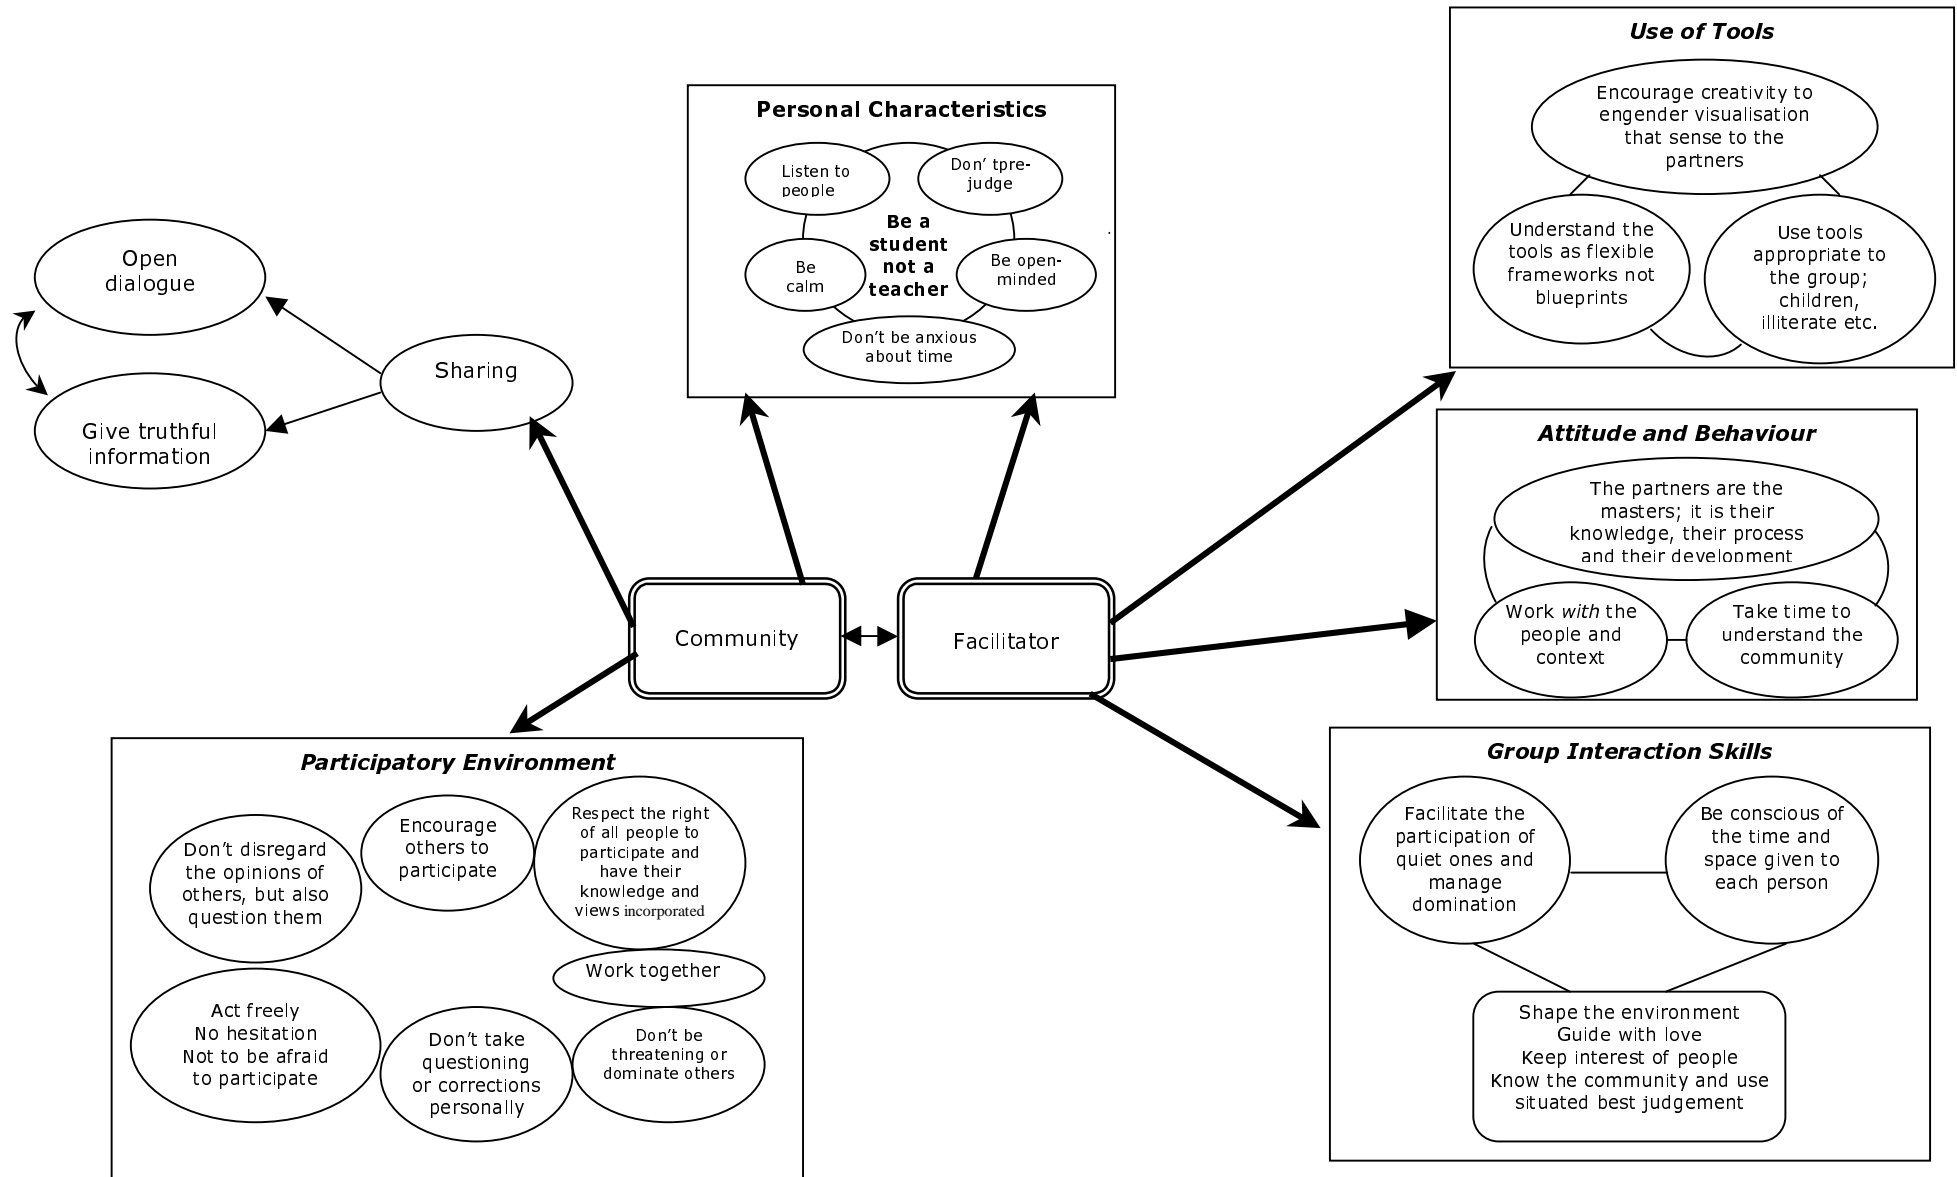 Use of Tools
Encourage creativity to
engender visualisation
that sense to the
partners
Understand the
tools as flexible
frameworks not
blueprints
Use tools
appropriate to
the group;
children,
illiterate etc.
Personal Characteristics
Listen to
people
Don’ tpre-
judge
Be a
student
not a
teacher
Be
calm
Be open-
minded
Don’t be anxious
about time
Open
dialogue
Sharing
Give truthful
information
Attitude and Behaviour
The partners are the
masters; it is their
knowledge, their process
and their development
Work with the
people and
context
Take time to
understand the
community
Community
Facilitator
Participatory Environment
Don’t disregard
the opinions of
others, but also
question them
Encourage
others to
participate
Respect the right
of all people to
participate and
have their
knowledge and
views incorporated
Work together
Act freely
No hesitation
Not to be afraid
to participate
Don’t take
questioning
or corrections
personally
Don’t be
threatening or
dominate others
Group Interaction Skills
Facilitate the
participation of
quiet ones and
manage
domination
Be conscious of
the time and
space given to
each person
Shape the environment
Guide with love
Keep interest of people
Know the community and use
situated best judgement